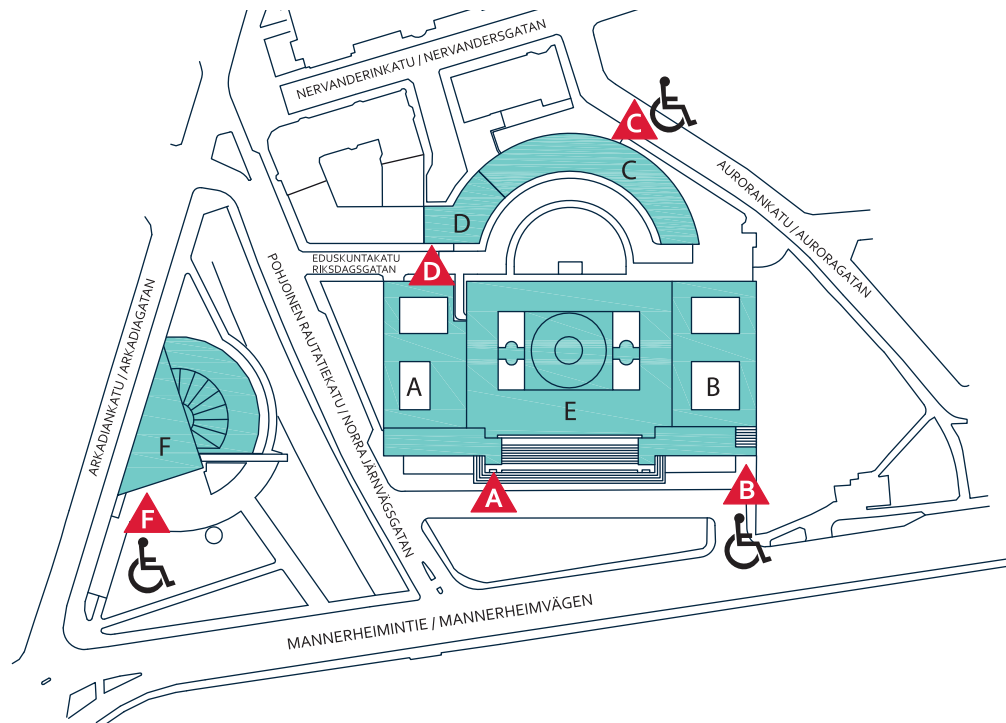 NERVANDERINKATU / NERVANDERSGATAN
C
C
AURORANKATU / AURORAGATAN
D
EDUSKUNTAKATU
RIKSDAGSGATAN
D
POHJOINEN RAUTATIEKATU / NORRA JÄRNVÄGSGATAN
ARKADIANKATU / ARKADIAGATAN
A
B
E
F
A
B
F
MANNERHEIMINTIE / MANNERHEIMVÄGEN